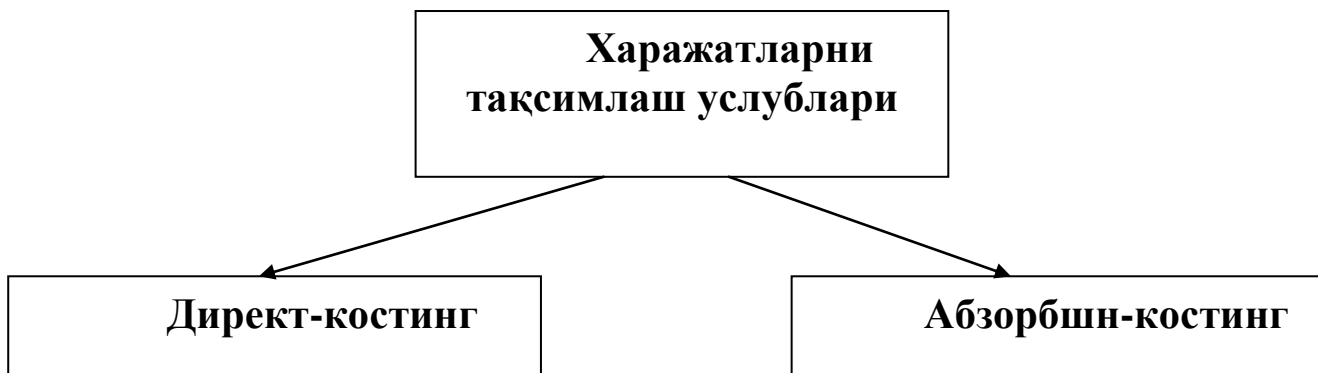 Харажатларни
тақсимлаш услублари
Директ-костинг
Абзорбшн-костинг